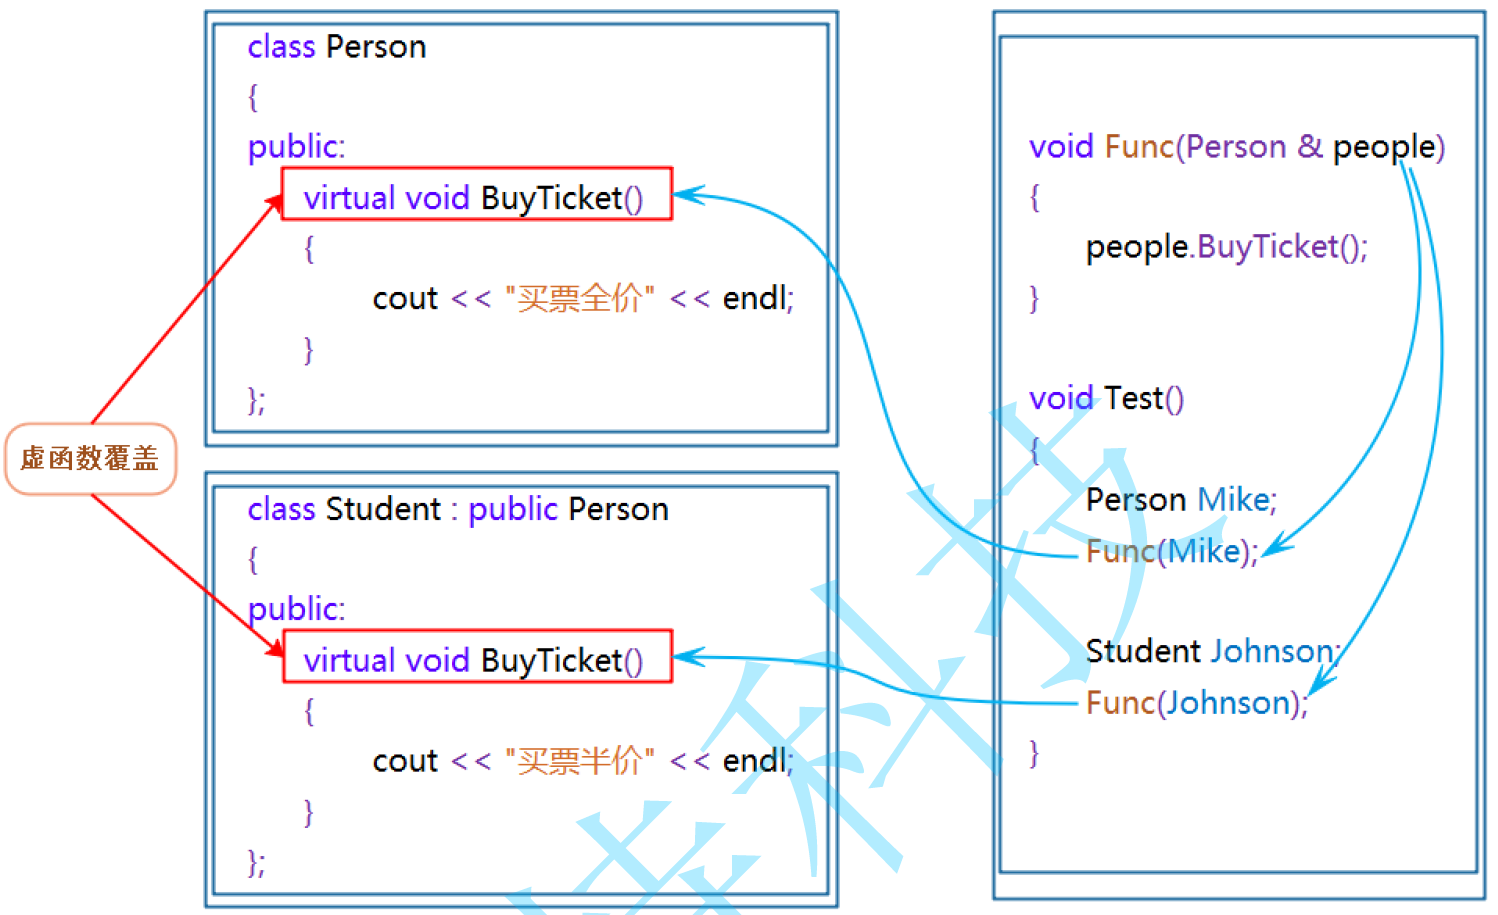 class Person
{
public:
virtual void BuyTicket()
{
cout << "买票全价" << endl;
}
};
虚函数覆盖
class Student : public Person
{
public:
virtual void BuyTicket()
{
cout << "买票半价" << endl;
}
};
void Func(Person & people)
{
people.BuyTicket();
}
void Test()
{
Person Mike;
Func(Mike);
Student Johnson;
Func(Johnson);
}
科技